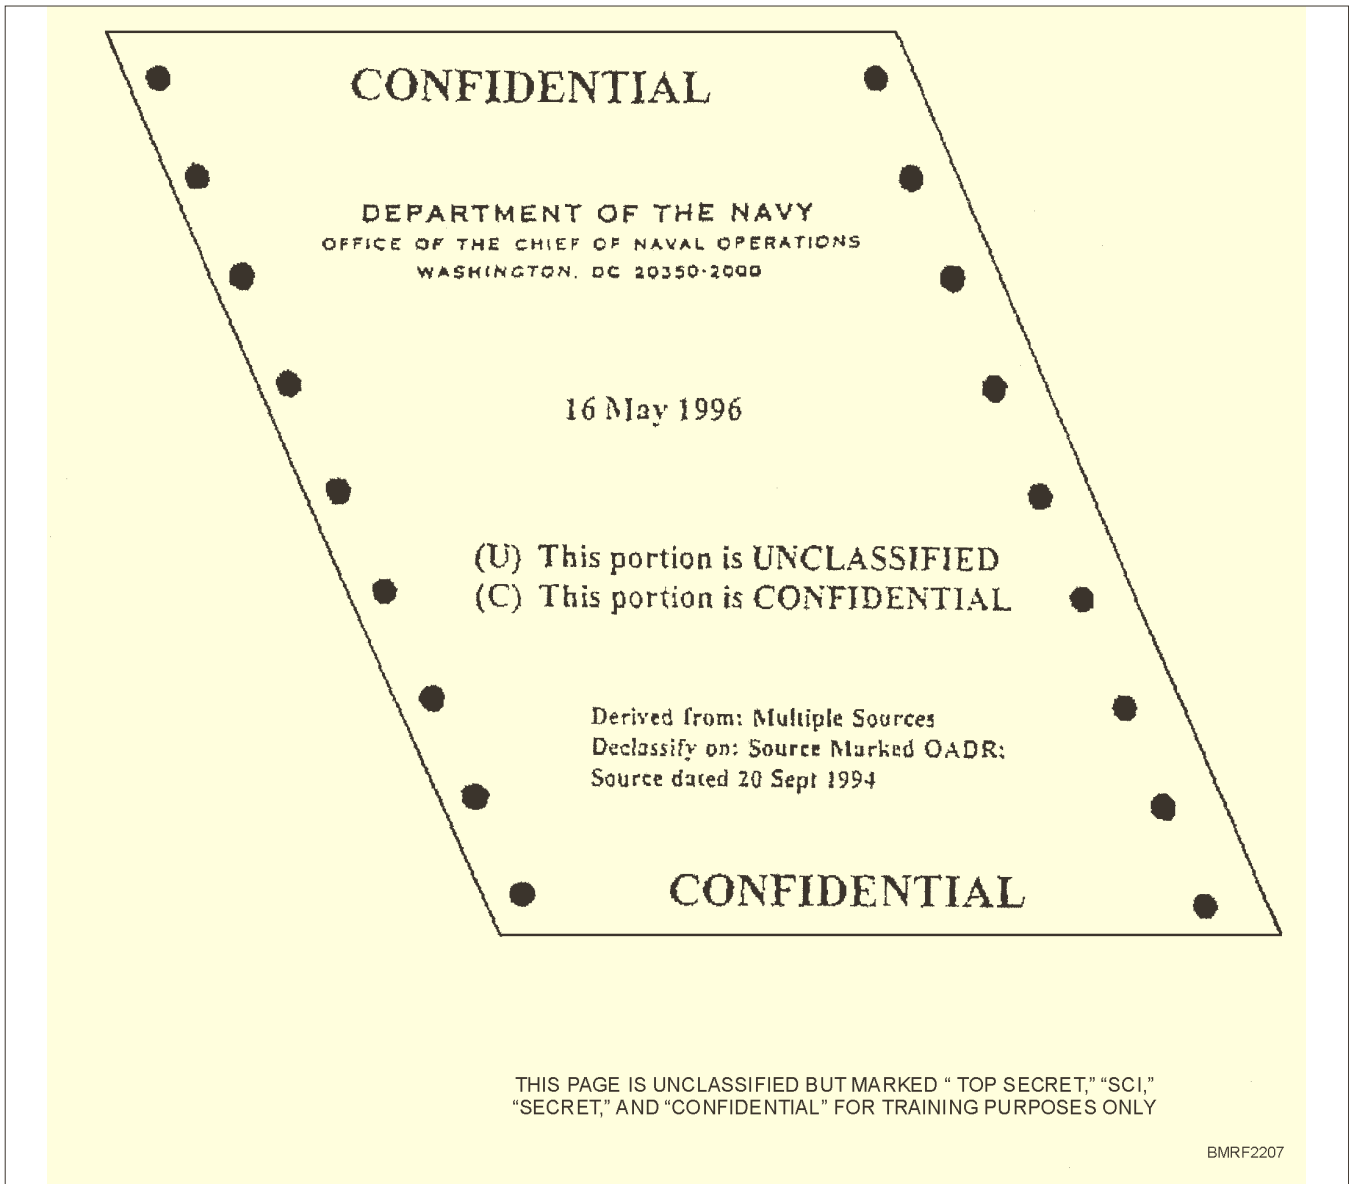 CONFIDENTIAL
DEPARTMENT OF THE NAVY
OFFICE OF THE CHIEF OF NAVAL OPERATIONS
WASHINGTON, DC 20350-2000
16 May 1996
(U) This portion is UNCLASSIFIED
(C) This portion is CONFIDENTIAL
Derived from: Multiple Sources
Declassify on: Source Marked OADR;
Source dated 20 Sept 1994
CONFIDENTIAL
THIS PAGE IS UNCLASSIFIED BUT MARKED “ TOP SECRET,” “SCI,”
“SECRET,” AND “CONFIDENTIAL” FOR TRAINING PURPOSES ONLY
BMRF2207